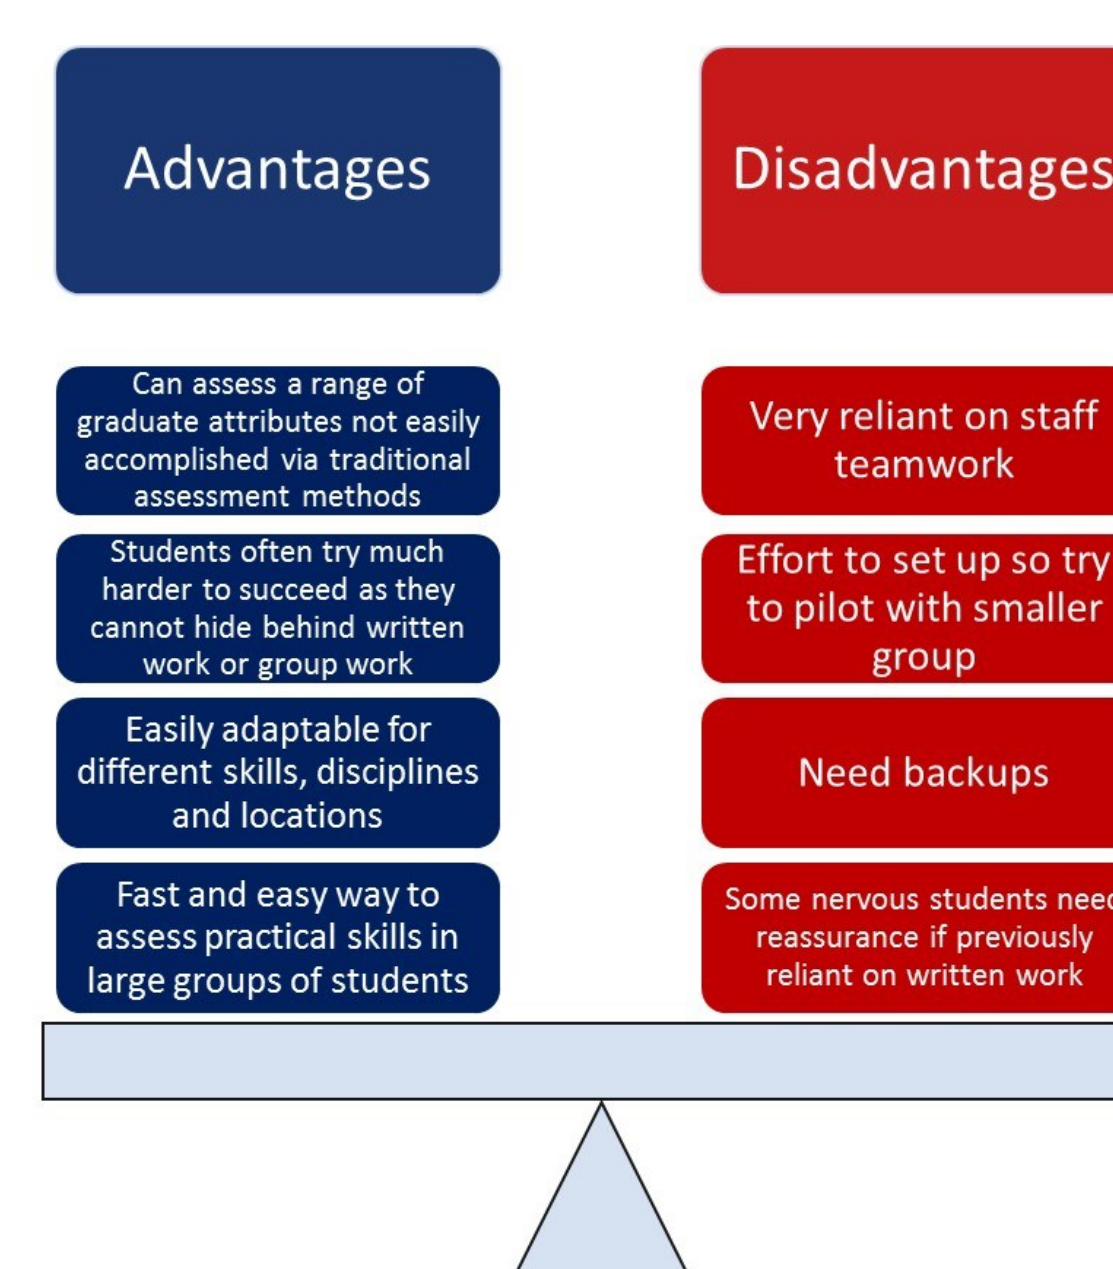 Advantages
Can assess a range of
graduate attributes not easily
accomplished via traditional
assessment methods
Students often try much
harder to succeed as they
cannot hide behind written
work or group work
Easily adaptable for
different skills, disciplines
and locations
Fast and easy way to
assess practical skills in
large groups of students
Disadvantages
Very reliant on staff
teamwork
Effort to set up so try
to pilot with smaller
group
Need backups
Some nervous students need
reassurance if previously
reliant on written work